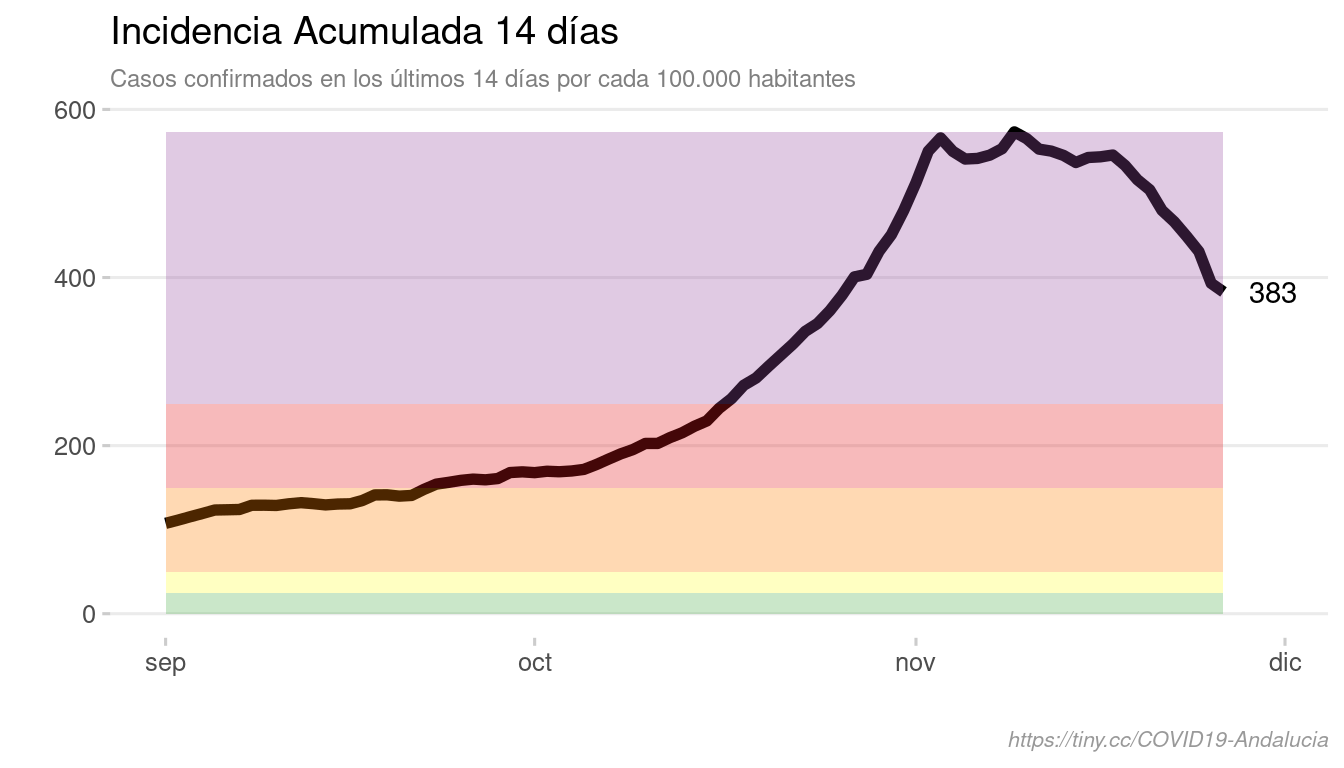 Incidencia Acumulada 14 días
Casos confirmados en los últimos 14 días por cada 100.000 habitantes
600
400
383
200
0
sep oct nov dic
https://tiny.cc/COVID19-Andalucia